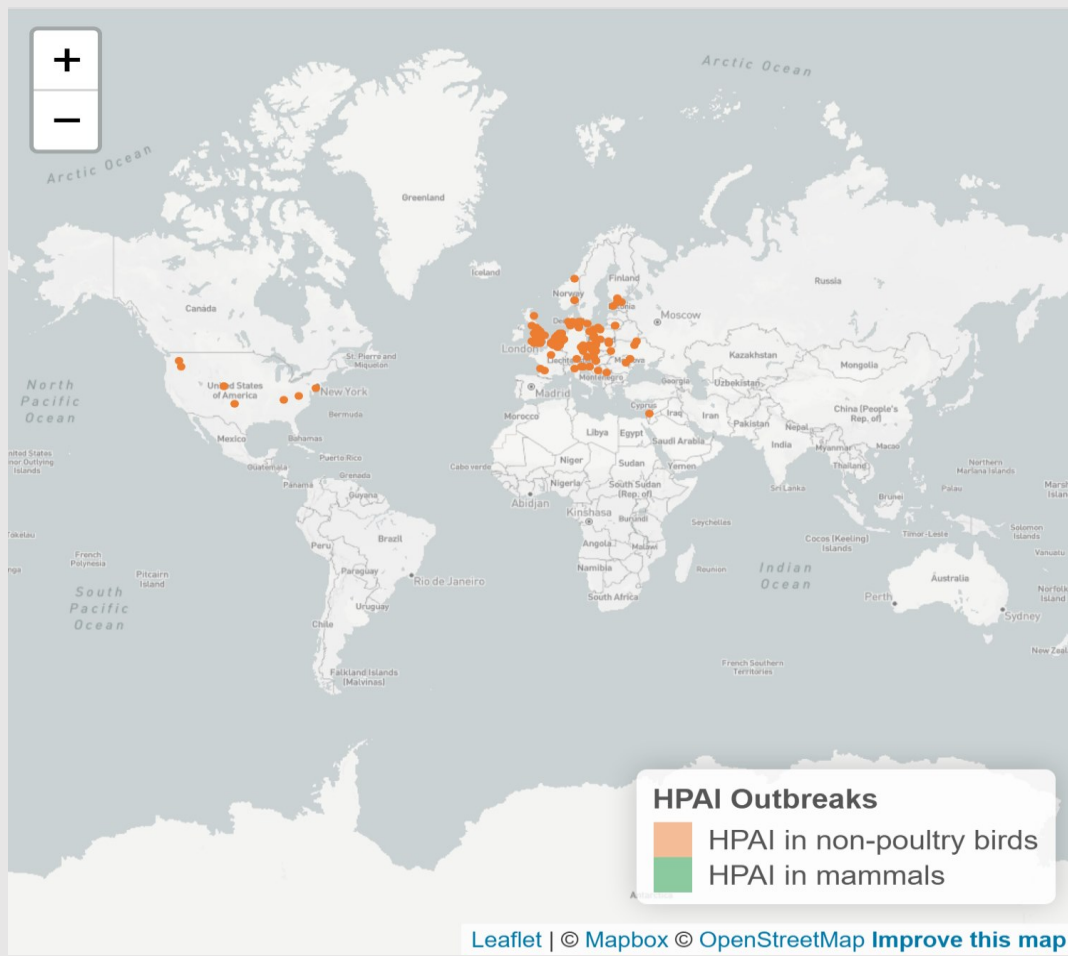 +
−
Arctic Ocean
Arctic Ocean
Greenland
Iceland
Finland
Norway
Russia
Canada
Moscow
London
St. Pierro and
Miquelon
Kazakhstan
Mongolia
North
Pacific
Ocean
United States
of America
New York
Montenegro
Madrid
Georgia
Uzbekistan
Bermuda
Cyprus
Iraq
Iran
China (People's
Rep. of)
Morocco
Pakistan
Nepal
Mexico
Bahamas
Libya
Egypt
Saudi Arabia
India
Myanmar
Macao
Puerto Rico
Guatemala
Grenada
Cabo verde
Niger
Sudan
Yemen
Thailand
Northern
Mariana Islands
Panama
Guyana
Nigeria
South Sudan
(Rep. of)
Sri Lanka
Palau
Brunei
Abidjan
Kinshasa
Burundi
Seychelles
Peru
Brazil
Angola
Malawi
Cocos (Keeling)
Islands
Timor-Leste
Solomon
Islands
Tokelau
French
Polynesia
Pitcairn
Island
Paraguay
Rio de Janeiro
Namibia
Reunion
Indian
Ocean
Australia
Vanuatu
South
Pacific
Ocean
Uruguay
South Africa
Perth
Sydney
Norfolk
Island
Chile
New Zeal
Falkland Islands
(Malvinas)
French Southern
Territories
HPAI Outbreaks
HPAI in non-poultry birds
HPAI in mammals
Leaflet | © Mapbox © OpenStreetMap Improve this map